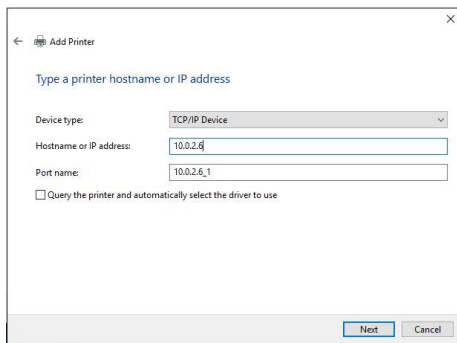 Add Printer
Type a printer hostname or IP address
Device type: TCP/IP Device
Hostname or IP address: 10.0.2.6
Port name: 10.0.2.6_1
Query the printer and automatically select the driver to use
Next Cancel